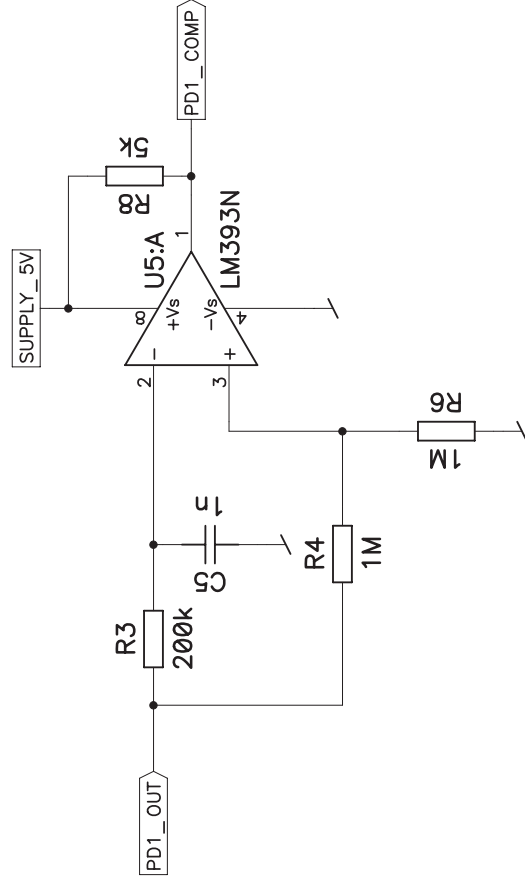 PD1_COMP
5k
R8
SUPPLY_5V
1
U5:A
LM393N
8
+Vs
-Vs
4
-
+
2
3
R6
1M
1n
C5
R4
1M
R3
200k
PD1_OUT